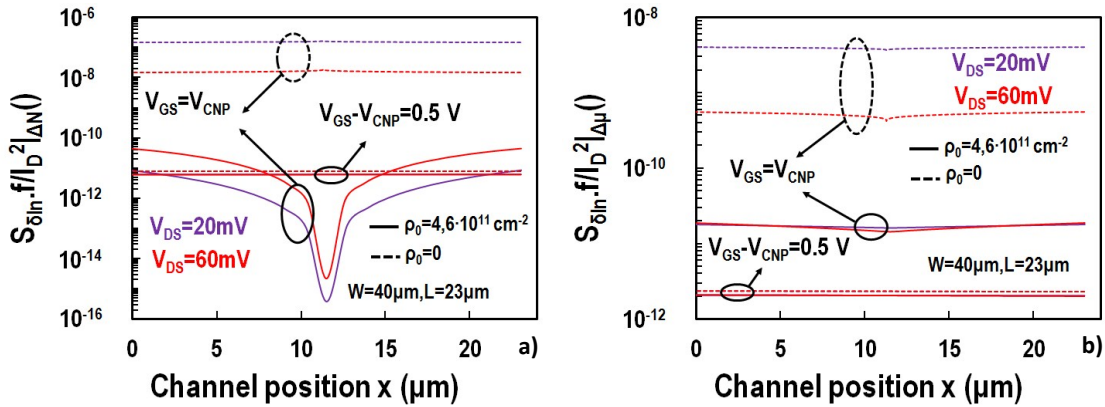 S_δIn.f/I_D²|_ΔN()
10⁻⁶
10⁻⁸
10⁻¹⁰
10⁻¹²
10⁻¹⁴
10⁻¹⁶
V_GS=V_CNP
V_GS-V_CNP=0.5 V
V_DS=20mV
V_DS=60mV
ρ₀=4,6·10¹¹ cm⁻²
ρ₀=0
W=40μm,L=23μm
0 5 10 15 20
a)
Channel position x (μm)
S_δIn.f/I_D²|_Δμ()
10⁻⁸
10⁻¹⁰
10⁻¹²
V_DS=20mV
V_DS=60mV
ρ₀=4,6·10¹¹ cm⁻²
ρ₀=0
V_GS=V_CNP
V_GS-V_CNP=0.5 V
W=40μm,L=23μm
0 5 10 15 20
b)
Channel position x (μm)